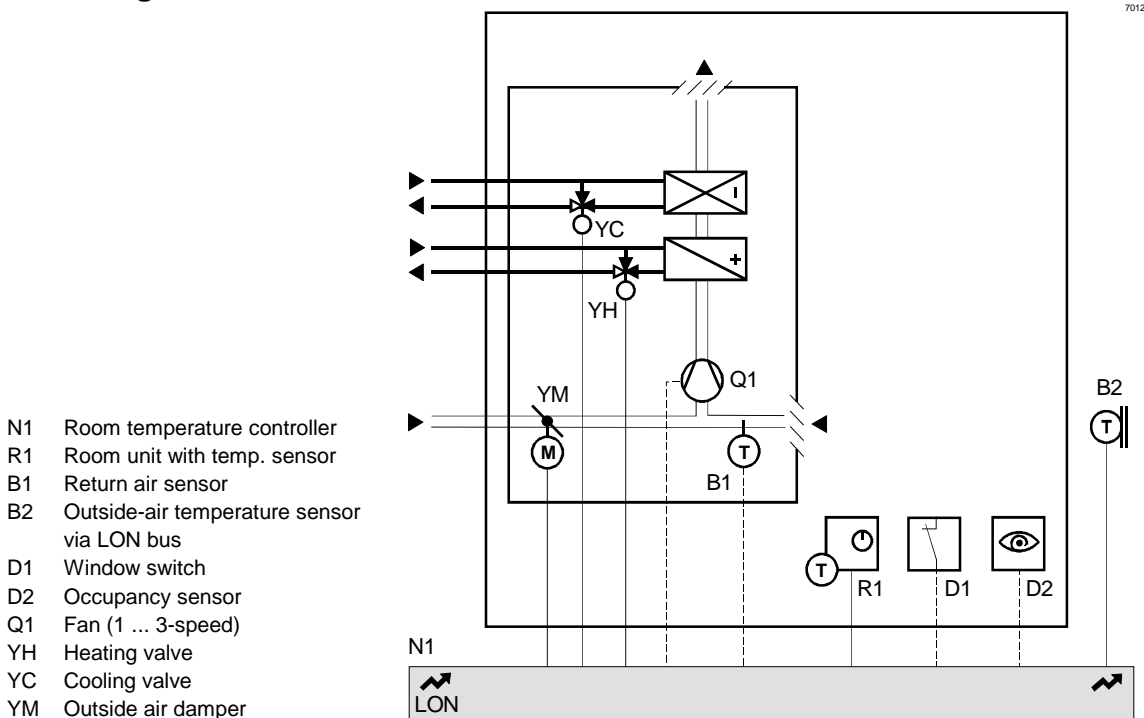 7012
YC
YH
YM
Q1
M
T
B1
B2
T
T
R1
D1
D2
N1
LON
N1 Room temperature controller
R1 Room unit with temp. sensor
B1 Return air sensor
B2 Outside-air temperature sensor
via LON bus
D1 Window switch
D2 Occupancy sensor
Q1 Fan (1 ... 3-speed)
YH Heating valve
YC Cooling valve
YM Outside air damper